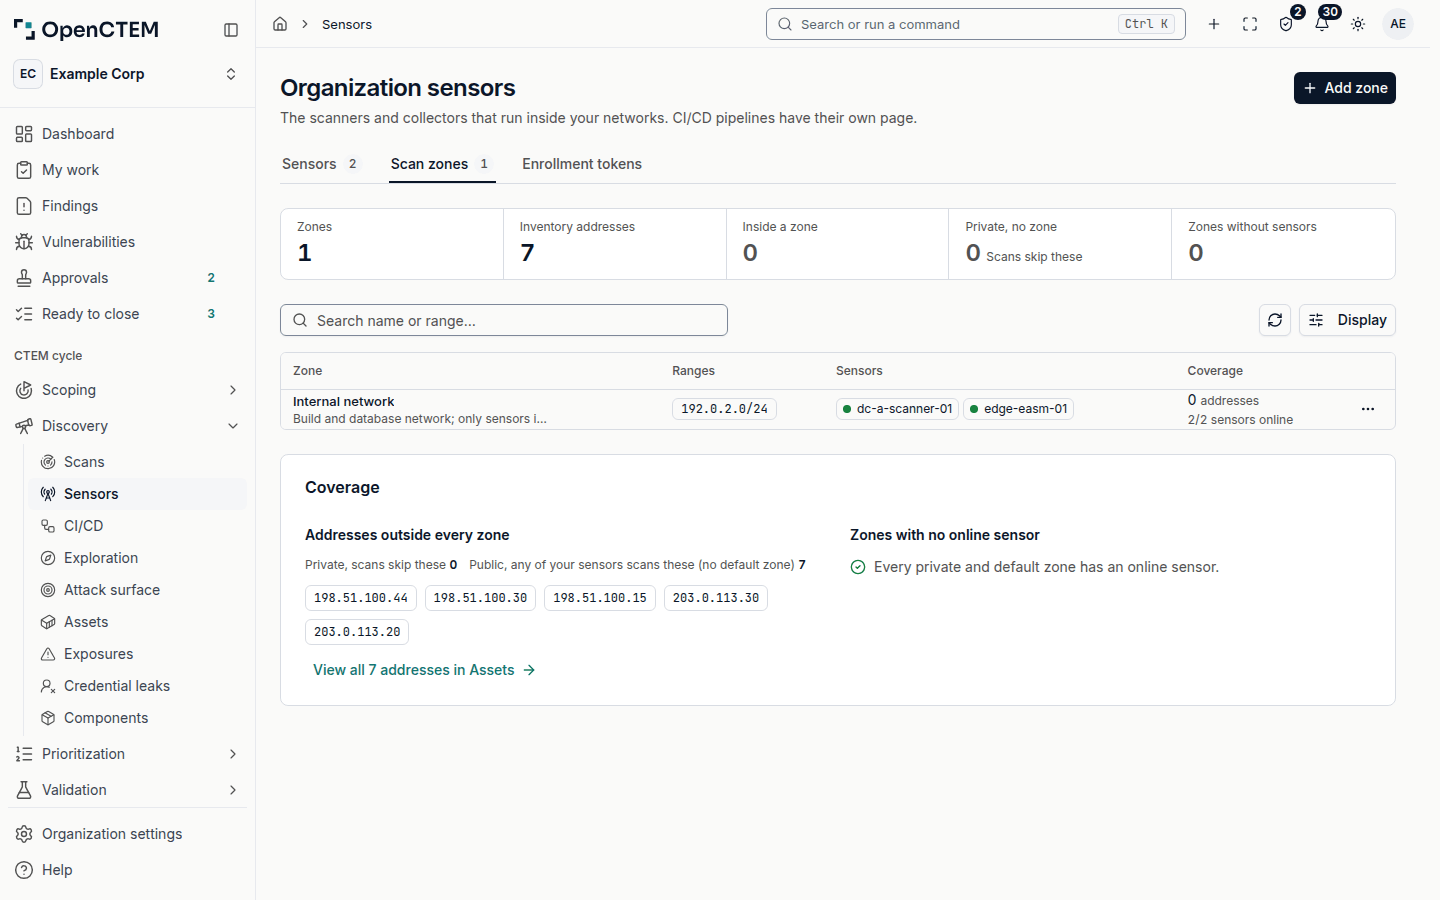 OpenCTEM
EC Example Corp
Dashboard
My work
Findings
Vulnerabilities
Approvals 2
Ready to close 3
CTEM cycle
Scoping
Discovery
Scans
Sensors
CI/CD
Exploration
Attack surface
Assets
Exposures
Credential leaks
Components
Prioritization
Validation
Organization settings
Help
Sensors
Search or run a command Ctrl K
2
30
AE
Organization sensors
The scanners and collectors that run inside your networks. CI/CD pipelines have their own page.
Add zone
Sensors 2 Scan zones 1 Enrollment tokens
Zones
1
Inventory addresses
7
Inside a zone
0
Private, no zone
0 Scans skip these
Zones without sensors
0
Search name or range...
Display
Zone Ranges Sensors Coverage
Internal network
Build and database network; only sensors i...
192.0.2.0/24
dc-a-scanner-01 edge-easm-01
0 addresses
2/2 sensors online
Coverage
Addresses outside every zone
Private, scans skip these 0 Public, any of your sensors scans these (no default zone) 7
198.51.100.44 198.51.100.30 198.51.100.15 203.0.113.30
203.0.113.20
View all 7 addresses in Assets
Zones with no online sensor
Every private and default zone has an online sensor.